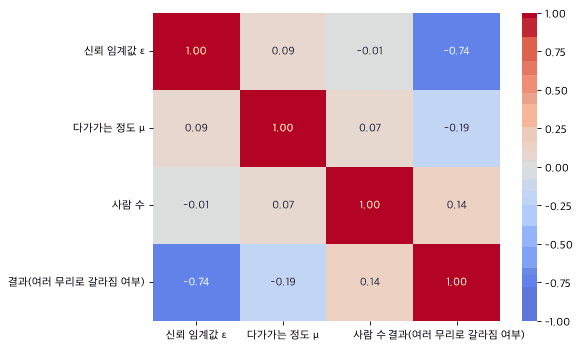 신뢰 임계값 ε
1.00 0.09 -0.01 -0.74
다가가는 정도 μ
0.09 1.00 0.07 -0.19
사람 수
-0.01 0.07 1.00 0.14
결과(여러 무리로 갈라짐 여부)
-0.74 -0.19 0.14 1.00
신뢰 임계값 ε 다가가는 정도 μ 사람 수 결과(여러 무리로 갈라짐 여부)
1.00
0.75
0.50
0.25
0.00
-0.25
-0.50
-0.75
-1.00